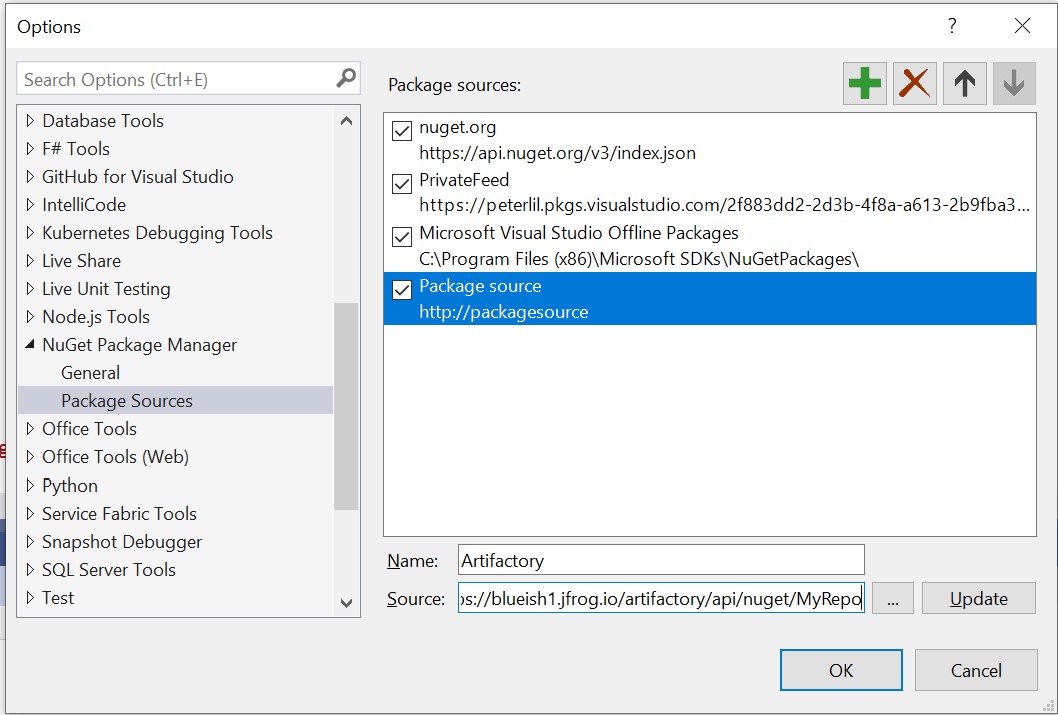 Options
?
Search Options (Ctrl+E)
Database Tools
F# Tools
GitHub for Visual Studio
IntelliCode
Kubernetes Debugging Tools
Live Share
Live Unit Testing
Node.js Tools
NuGet Package Manager
General
Package Sources
Office Tools
Office Tools (Web)
Python
Service Fabric Tools
Snapshot Debugger
SQL Server Tools
Test
Package sources:
nuget.org
https://api.nuget.org/v3/index.json
PrivateFeed
https://peterlil.pkgs.visualstudio.com/2f883dd2-2d3b-4f8a-a613-2b9fba3...
Microsoft Visual Studio Offline Packages
C:\Program Files (x86)\Microsoft SDKs\NuGetPackages\
Package source
http://packagesource
Name: Artifactory
Source: ps://blueish1.jfrog.io/artifactory/api/nuget/MyRepo ... Update
OK Cancel